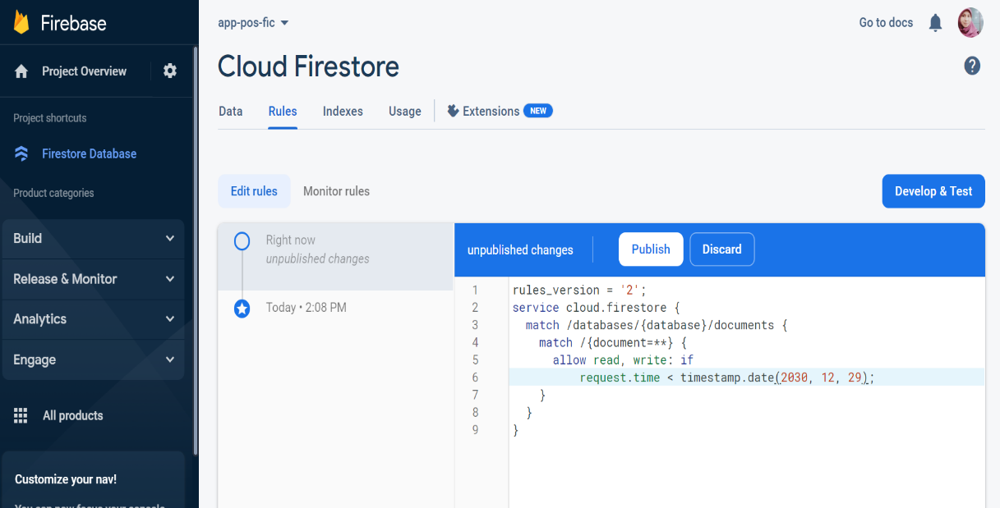 Firebase
Project Overview
Project shortcuts
Firestore Database
Product categories
Build
Release & Monitor
Analytics
Engage
All products
Customize your nav!
You can now focus your console
app-pos-fic
Go to docs
Cloud Firestore
?
Data
Rules
Indexes
Usage
Extensions NEW
Edit rules
Monitor rules
Develop & Test
Right now
unpublished changes
Today • 2:08 PM
unpublished changes
Publish
Discard
1 rules_version = '2';
2 service cloud.firestore {
3 match /databases/{database}/documents {
4 match /{document=**} {
5 allow read, write: if
6 request.time < timestamp.date(2030, 12, 29);
7 }
8 }
9 }